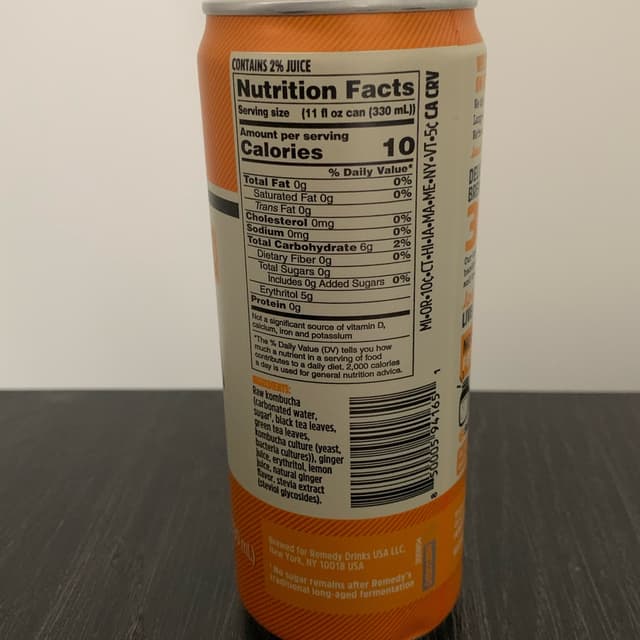 CONTAINS 2% JUICE
Nutrition Facts
Serving size (11 fl oz can (330 mL))
Amount per serving
Calories 10
% Daily Value*
Total Fat 0g 0%
Saturated Fat 0g 0%
Trans Fat 0g
Cholesterol 0mg 0%
Sodium 0mg 0%
Total Carbohydrate 6g 2%
Dietary Fiber 0g 0%
Total Sugars 0g
Includes 0g Added Sugars 0%
Erythritol 5g
Protein 0g
Not a significant source of vitamin D,
calcium, iron and potassium
*The % Daily Value (DV) tells you how
much a nutrient in a serving of food
contributes to a daily diet. 2,000 calories
a day is used for general nutrition advice.
MI•OR•10¢•CT•HI•IA•MA•ME•NY•VT•5¢ CA CRV
INGREDIENTS:
Raw kombucha
(carbonated water,
sugar*, black tea leaves,
green tea leaves,
kombucha culture (yeast,
bacteria cultures)), ginger
juice, erythritol, lemon
juice, natural ginger
flavor, stevia extract
(steviol glycosides).
8 50005 94165 1
Brewed for Remedy Drinks USA LLC,
New York, NY 10018 USA
*No sugar remains after Remedy's
traditional long-aged fermentation